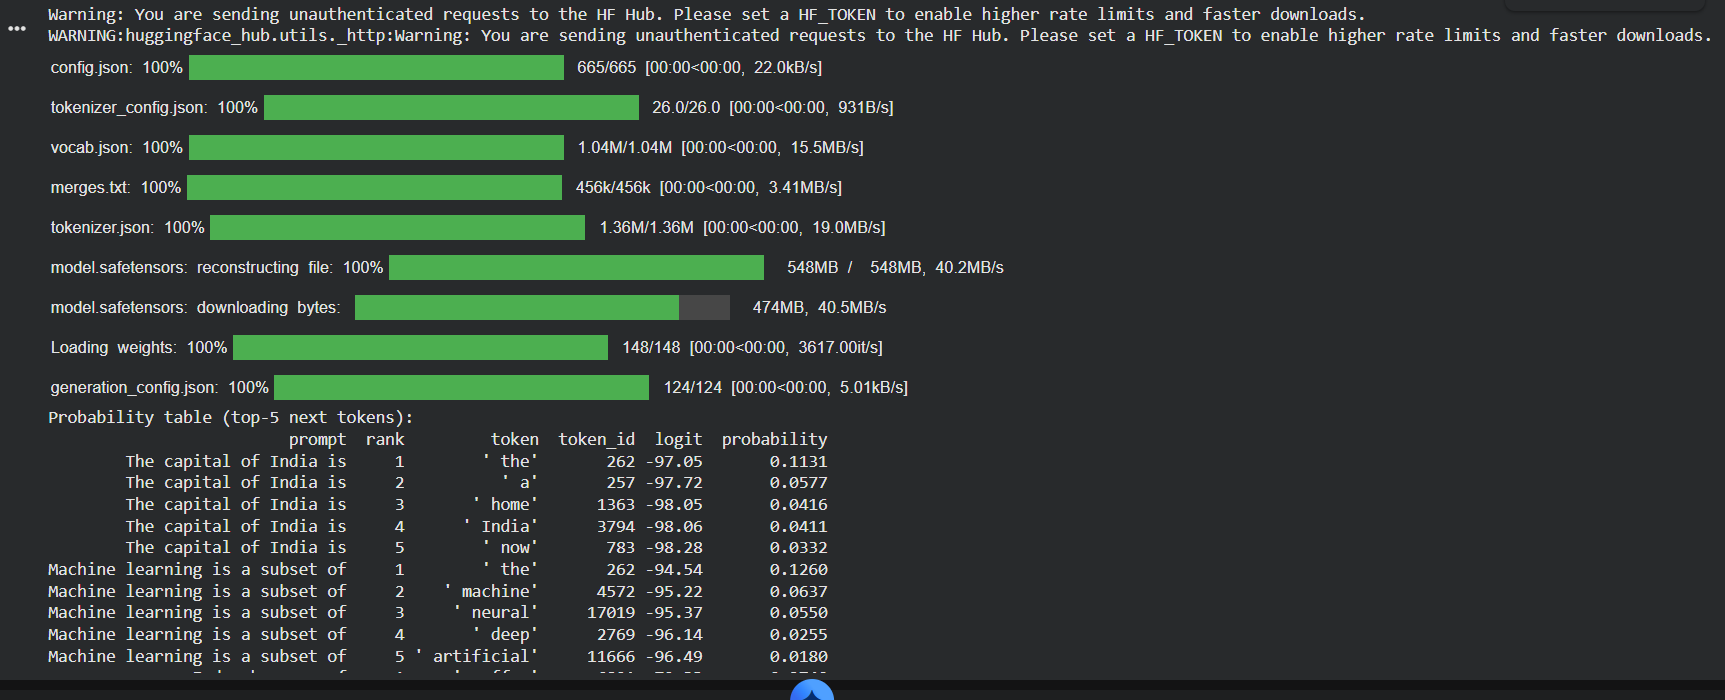 Warning: You are sending unauthenticated requests to the HF Hub. Please set a HF_TOKEN to enable higher rate limits and faster downloads.
WARNING:huggingface_hub.utils._http:Warning: You are sending unauthenticated requests to the HF Hub. Please set a HF_TOKEN to enable higher rate limits and faster downloads.
config.json: 100% 665/665 [00:00<00:00, 22.0kB/s]
tokenizer_config.json: 100% 26.0/26.0 [00:00<00:00, 931B/s]
vocab.json: 100% 1.04M/1.04M [00:00<00:00, 15.5MB/s]
merges.txt: 100% 456k/456k [00:00<00:00, 3.41MB/s]
tokenizer.json: 100% 1.36M/1.36M [00:00<00:00, 19.0MB/s]
model.safetensors: reconstructing file: 100% 548MB / 548MB, 40.2MB/s
model.safetensors: downloading bytes: 474MB, 40.5MB/s
Loading weights: 100% 148/148 [00:00<00:00, 3617.00it/s]
generation_config.json: 100% 124/124 [00:00<00:00, 5.01kB/s]
Probability table (top-5 next tokens):
prompt rank token token_id logit probability
The capital of India is 1 ' the' 262 -97.05 0.1131
The capital of India is 2 ' a' 257 -97.72 0.0577
The capital of India is 3 ' home' 1363 -98.05 0.0416
The capital of India is 4 ' India' 3794 -98.06 0.0411
The capital of India is 5 ' now' 783 -98.28 0.0332
Machine learning is a subset of 1 ' the' 262 -94.54 0.1260
Machine learning is a subset of 2 ' machine' 4572 -95.22 0.0637
Machine learning is a subset of 3 ' neural' 17019 -95.37 0.0550
Machine learning is a subset of 4 ' deep' 2769 -96.14 0.0255
Machine learning is a subset of 5 ' artificial' 11666 -96.49 0.0180